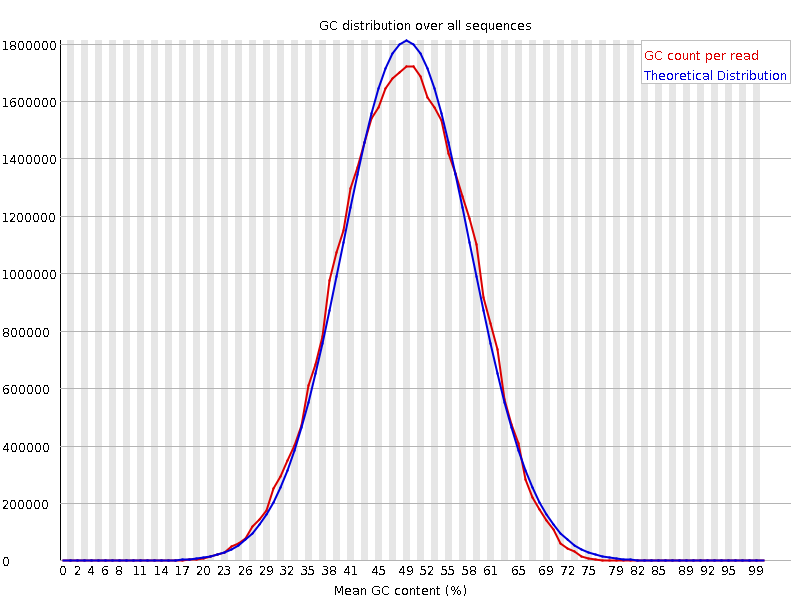 GC distribution over all sequences
GC count per read
Theoretical Distribution
1800000
1600000
1400000
1200000
1000000
800000
600000
400000
200000
0
0 2 4 6 8 11 14 17 20 23 26 29 32 35 38 41 45 48 52 55 58 61 65 69 72 75 79 82 85 89 92 95 99
Mean GC content (%)